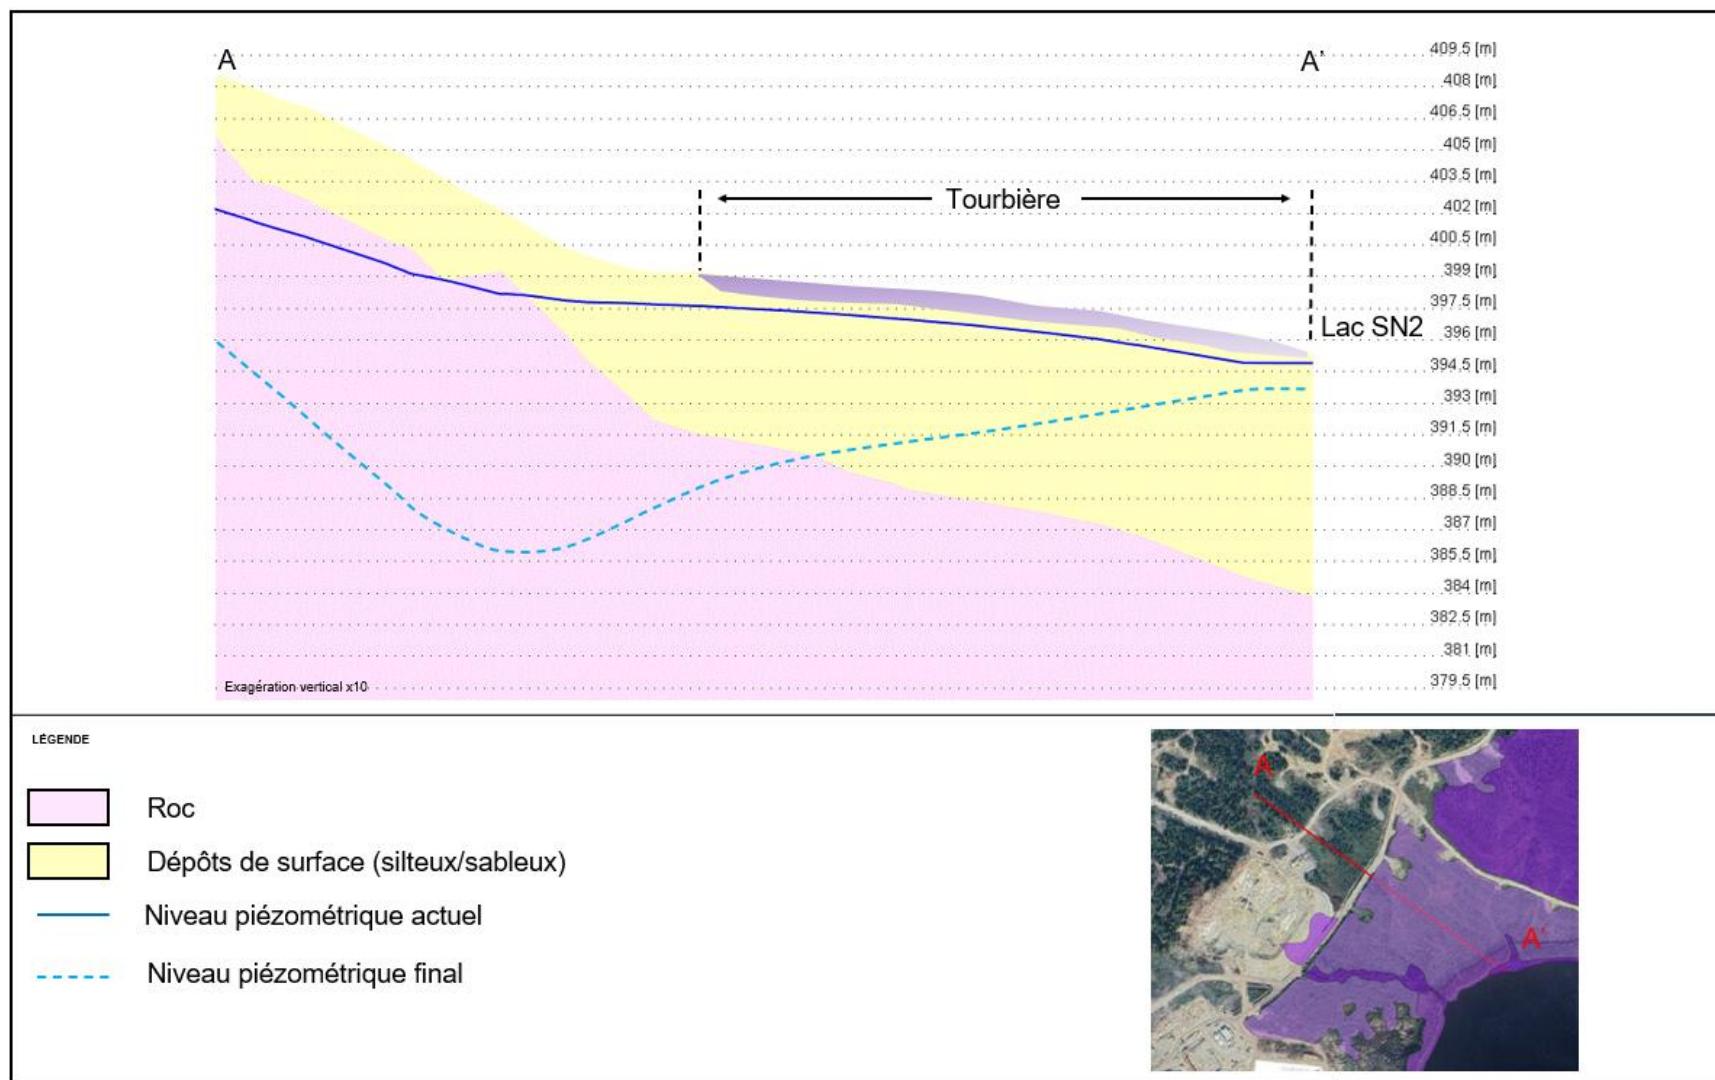 409.5 [m]
A
A'
408 [m]
406.5 [m]
405 [m]
403.5 [m]
Tourbière
402 [m]
400.5 [m]
399 [m]
397.5 [m]
Lac SN2
396 [m]
394.5 [m]
393 [m]
391.5 [m]
390 [m]
388.5 [m]
387 [m]
385.5 [m]
384 [m]
382.5 [m]
381 [m]
379.5 [m]
Exagération vertical x10
LÉGENDE
Roc
Dépôts de surface (silteux/sableux)
Niveau piézométrique actuel
Niveau piézométrique final
A
A'